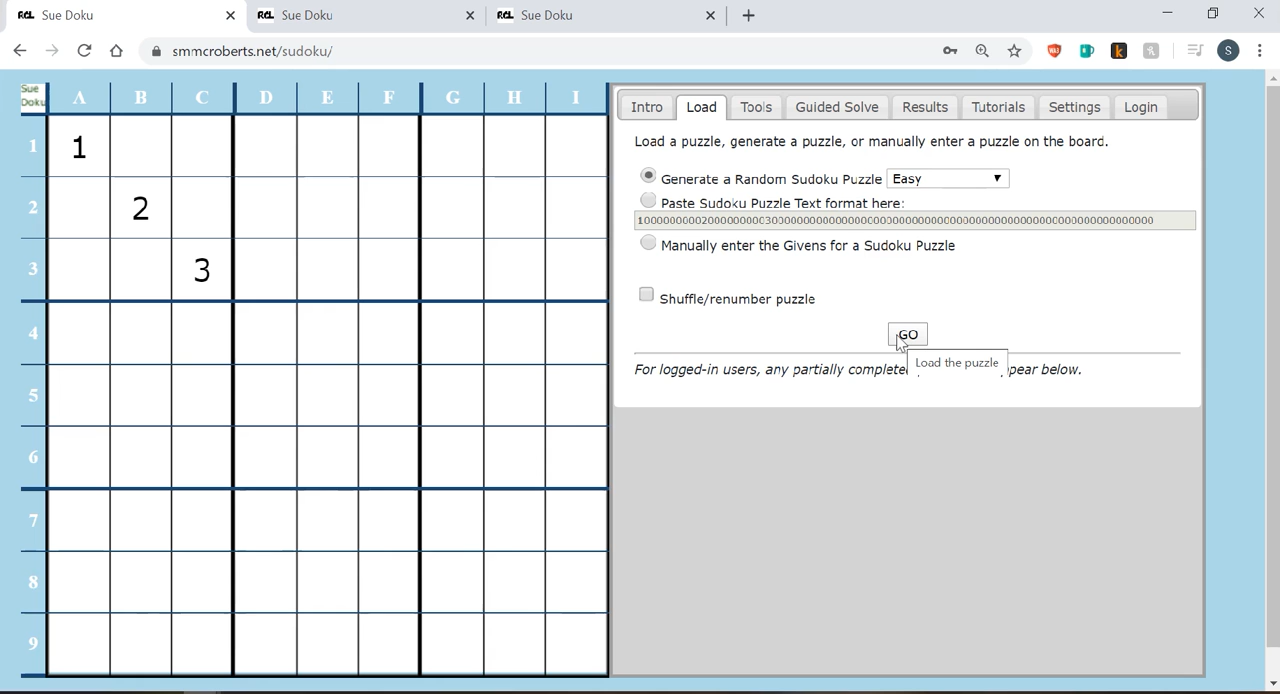 RCL Sue Doku
RCL Sue Doku
RCL Sue Doku
smmcroberts.net/sudoku/
S
Sue
Doku
A B C D E F G H I
1 1
2 2
3 3
4
5
6
7
8
9
Intro Load Tools Guided Solve Results Tutorials Settings Login
Load a puzzle, generate a puzzle, or manually enter a puzzle on the board.
Generate a Random Sudoku Puzzle Easy
Paste Sudoku Puzzle Text format here:
Manually enter the Givens for a Sudoku Puzzle
Shuffle/renumber puzzle
GO
Load the puzzle
For logged-in users, any partially complete pear below.